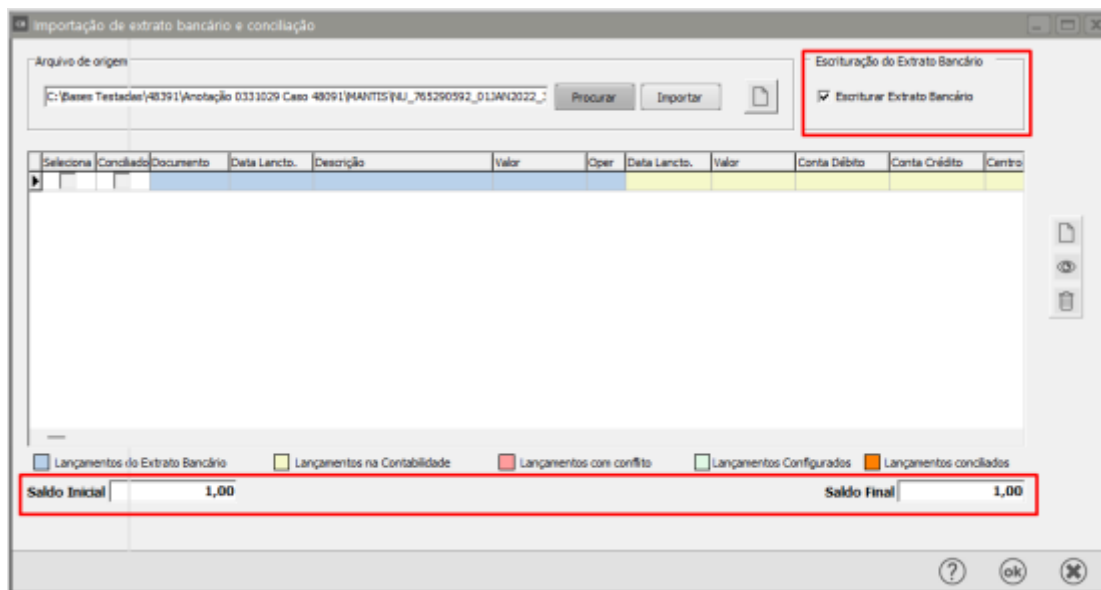 Importação de extrato bancário e conciliação
Arquivo de origem
Escrituração do Extrato Bancário
C:\Bases Testadas\48391\Anotação 0331029 Caso 48091\MANTIS\NU_765290592_01JAN2022_
Procurar
Importar
Escriturar Extrato Bancário
Seleciona Conciliado Documento Data Lancto. Descrição Valor Oper Data Lancto. Valor Conta Débito Conta Crédito Centro
Lançamentos do Extrato Bancário Lançamentos na Contabilidade Lançamentos com conflito Lançamentos Configurados Lançamentos conciliados
Saldo Inicial 1,00 Saldo Final 1,00
ok